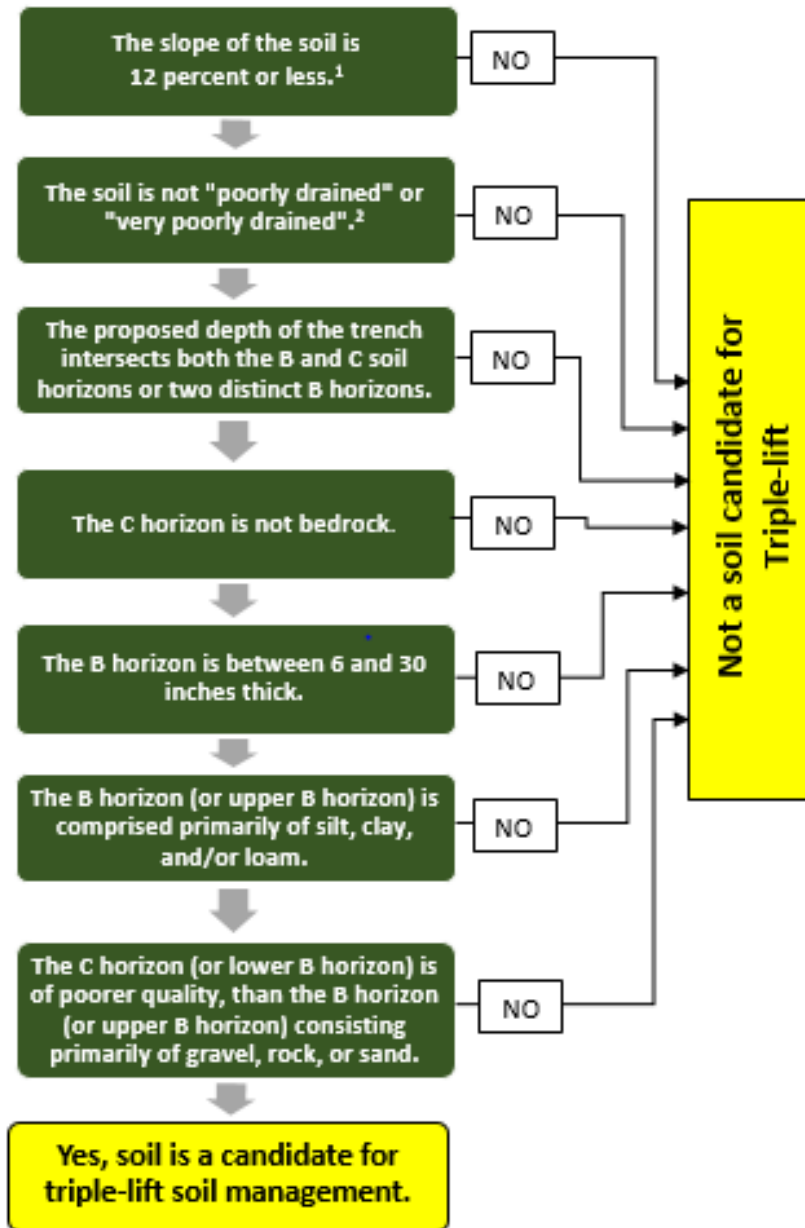 The slope of the soil is
12 percent or less.¹
NO
The soil is not "poorly drained" or
"very poorly drained".²
NO
The proposed depth of the trench
intersects both the B and C soil
horizons or two distinct B horizons.
NO
The C horizon is not bedrock.
NO
The B horizon is between 6 and 30
inches thick.
NO
The B horizon (or upper B horizon) is
comprised primarily of silt, clay,
and/or loam.
NO
The C horizon (or lower B horizon) is
of poorer quality, than the B horizon
(or upper B horizon) consisting
primarily of gravel, rock, or sand.
NO
Yes, soil is a candidate for
triple-lift soil management.
Not a soil candidate for
Triple-lift